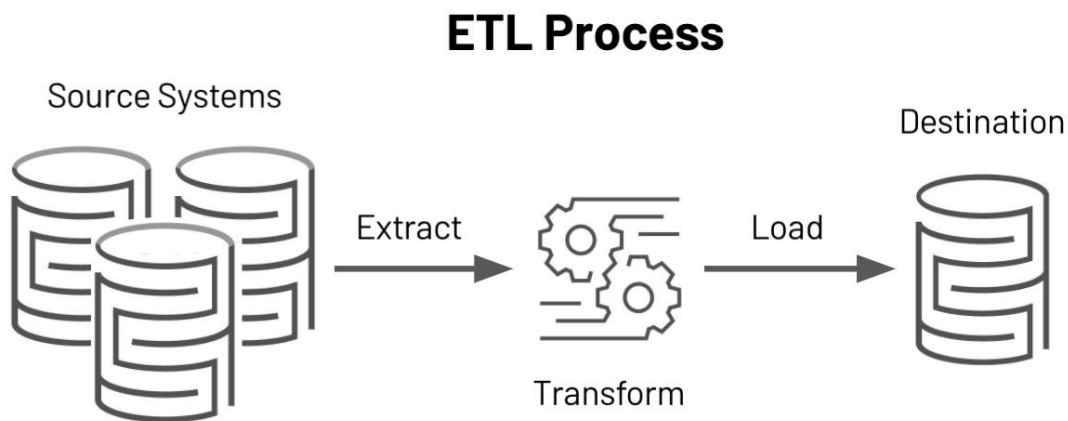 ETL Process
Source Systems
Destination
Extract
Load
Transform